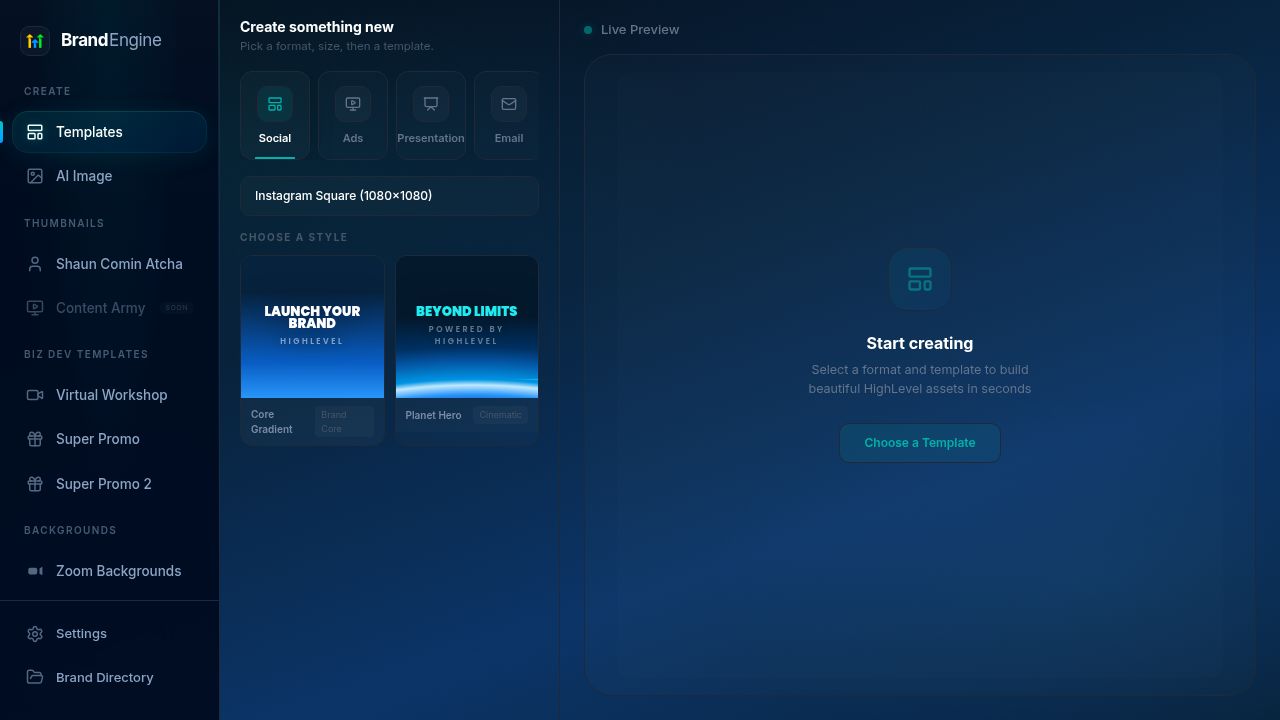 BrandEngine
CREATE
Templates
AI Image
THUMBNAILS
Shaun Comin Atcha
Content Army SOON
BIZ DEV TEMPLATES
Virtual Workshop
Super Promo
Super Promo 2
BACKGROUNDS
Zoom Backgrounds
Settings
Brand Directory
Create something new
Pick a format, size, then a template.
Social
Ads
Presentation
Email
Instagram Square (1080×1080)
CHOOSE A STYLE
LAUNCH YOUR
BRAND
HIGHLEVEL
Core
Gradient
Brand
Core
BEYOND LIMITS
POWERED BY
HIGHLEVEL
Planet Hero
Cinematic
Live Preview
Start creating
Select a format and template to build
beautiful HighLevel assets in seconds
Choose a Template